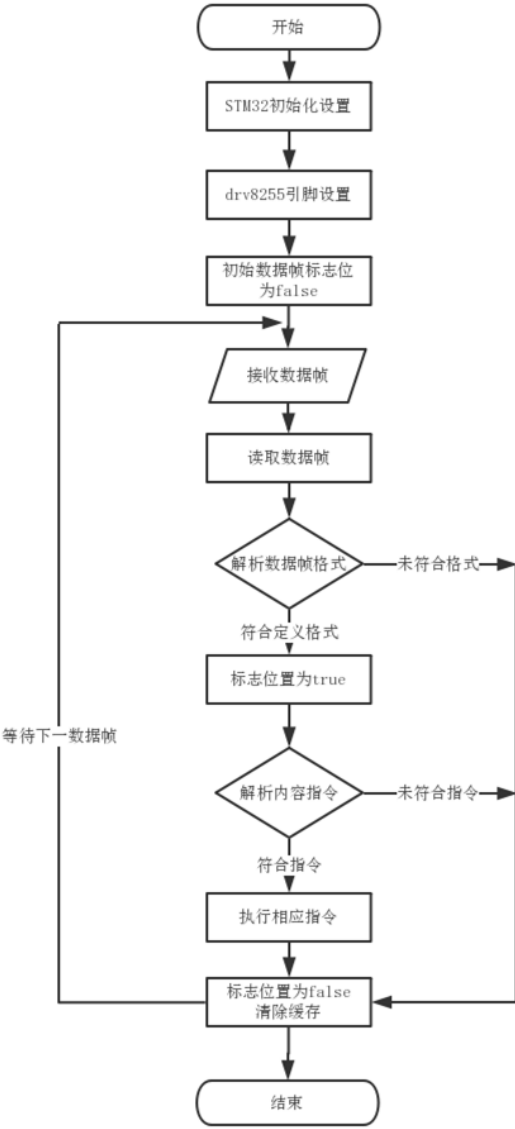 开始
STM32初始化设置
drv8255引脚设置
初始数据帧标志位
为false
接收数据帧
读取数据帧
解析数据帧格式
未符合格式
符合定义格式
标志位置为true
等待下一数据帧
解析内容指令
未符合指令
符合指令
执行相应指令
标志位置为false
清除缓存
结束